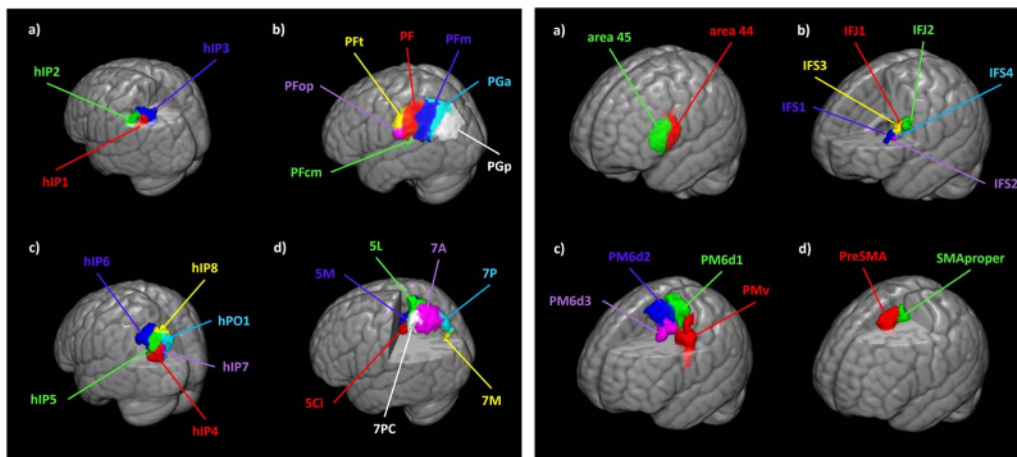 a)
hIP3
hIP2
hIP1
b)
PFt
PF
PFm
PFop
PGa
PFcm
PGp
c)
hIP6
hIP8
hPO1
hIP7
hIP5
hIP4
d)
5L
7A
5M
7P
5Ci
7PC
7M
a)
area 45
area 44
b)
IFJ1
IFJ2
IFS3
IFS4
IFS1
IFS2
c)
PM6d2
PM6d1
PM6d3
PMv
d)
PreSMA
SMAproper